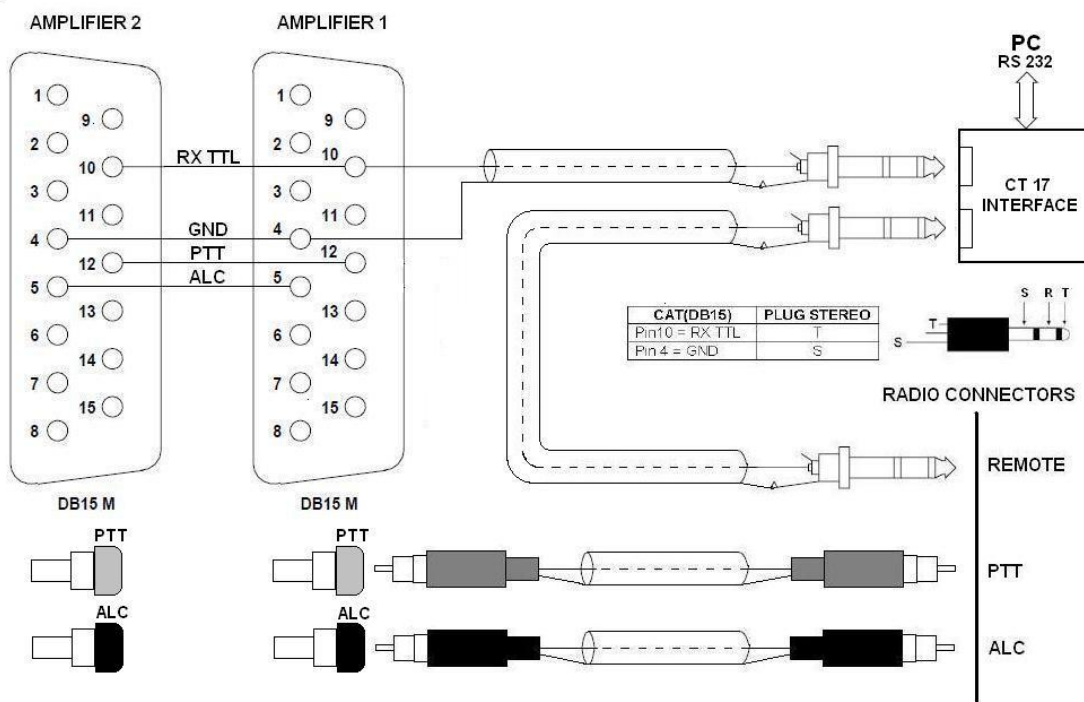 AMPLIFIER 2
AMPLIFIER 1
PC
RS 232
1
9
2
10
3
11
4
12
5
13
6
14
7
15
8
RX TTL
GND
PTT
ALC
1
9
2
10
3
11
4
12
5
13
6
14
7
15
8
CT 17
INTERFACE
CAT(DB15) PLUG STEREO
Pin10 = RX TTL T
Pin 4 = GND S
S R T
T
S
RADIO CONNECTORS
REMOTE
DB15 M
DB15 M
PTT
PTT
PTT
ALC
ALC
ALC